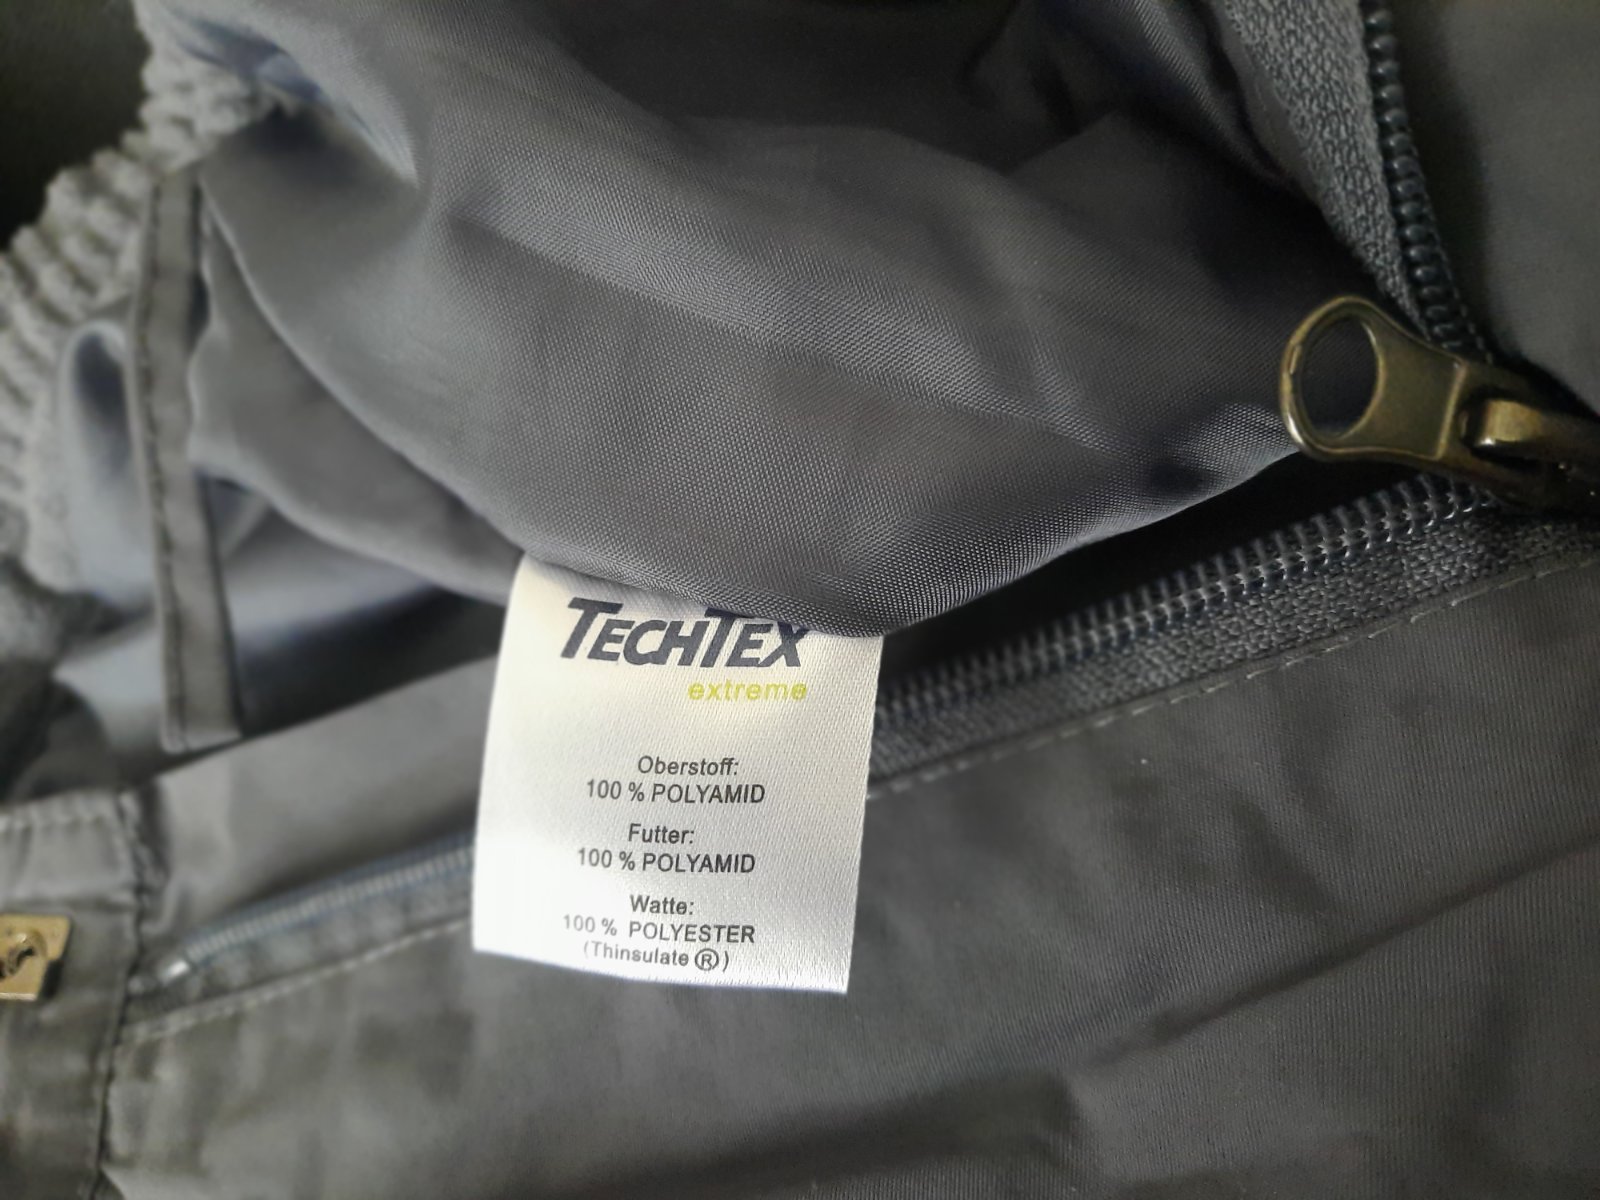 TECHTEX
extreme
Oberstoff:
100 % POLYAMID
Futter:
100 % POLYAMID
Watte:
100 % POLYESTER
(Thinsulate ®)